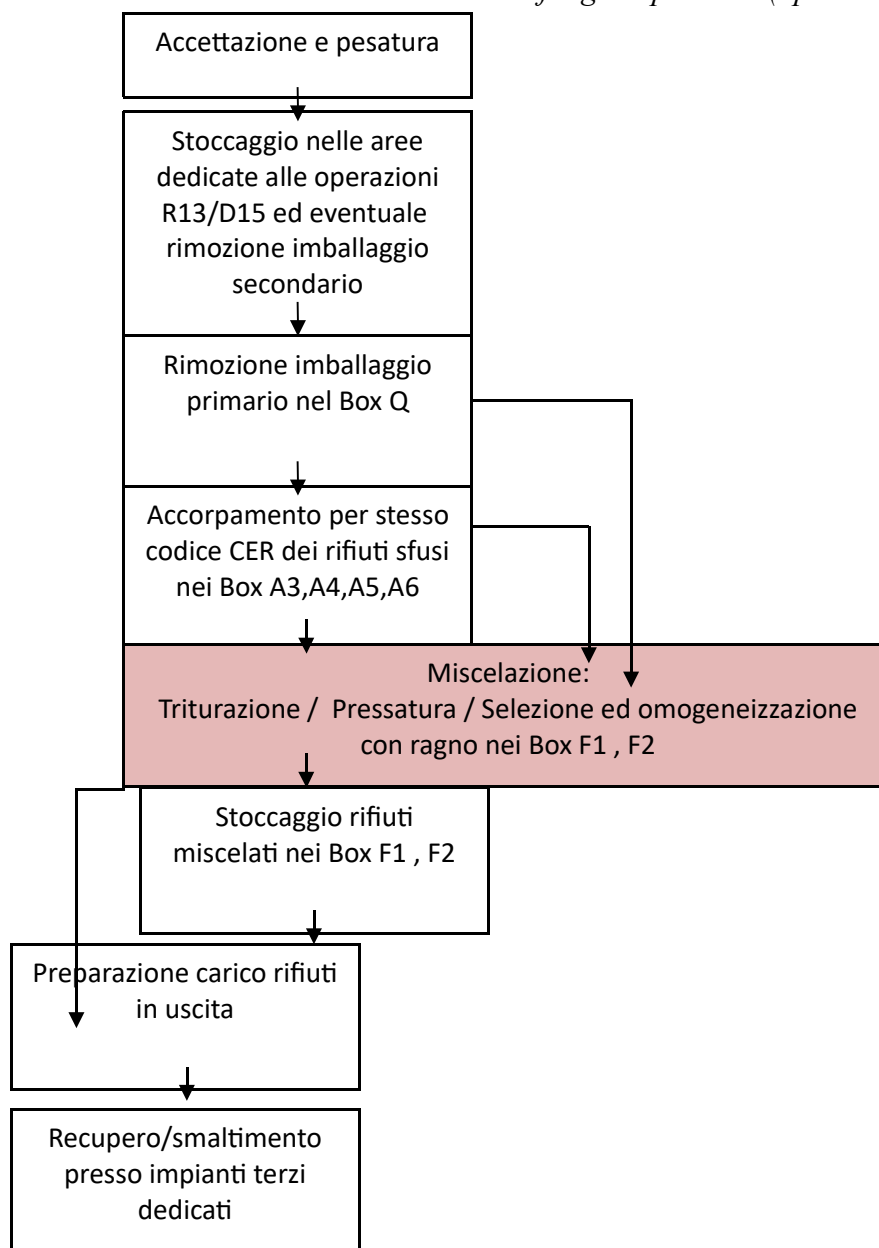 Accettazione e pesatura
Stoccaggio nelle aree
dedicate alle operazioni
R13/D15 ed eventuale
rimozione imballaggio
secondario
Rimozione imballaggio
primario nel Box Q
Accorpamento per stesso
codice CER dei rifiuti sfusi
nei Box A3,A4,A5,A6
Miscelazione:
Triturazione / Pressatura / Selezione ed omogeneizzazione
con ragno nei Box F1 , F2
Stoccaggio rifiuti
miscelati nei Box F1 , F2
Preparazione carico rifiuti
in uscita
Recupero/smaltimento
presso impianti terzi
dedicati